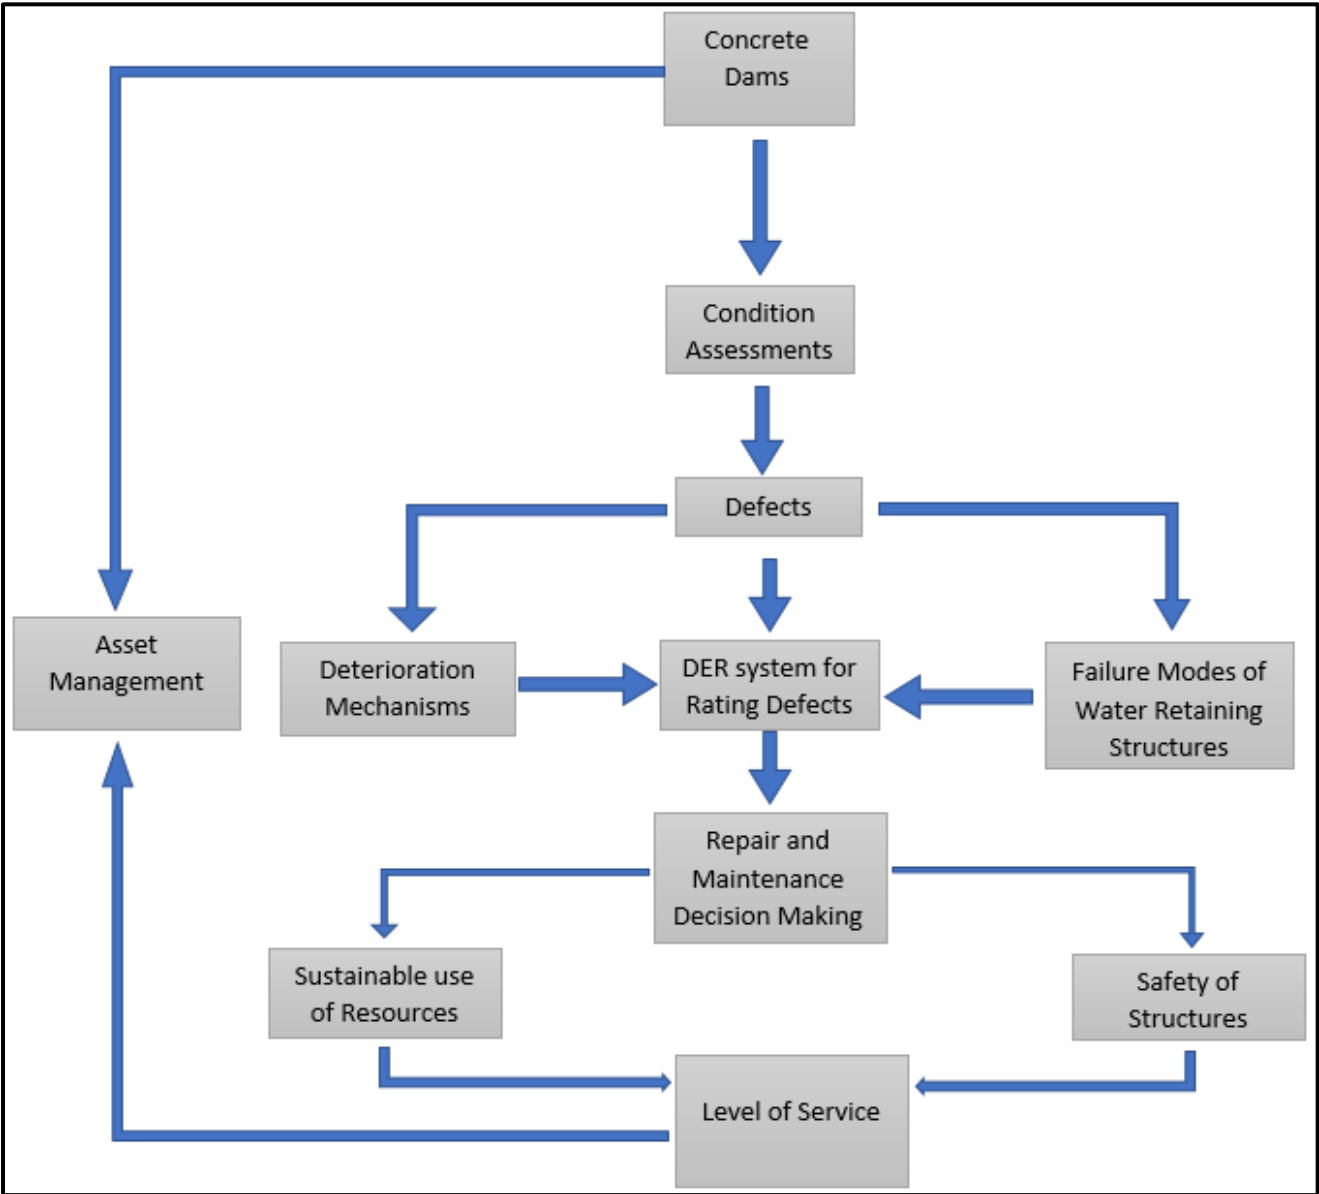 Concrete
Dams
Condition
Assessments
Defects
Asset
Management
Deterioration
Mechanisms
DER system for
Rating Defects
Failure Modes of
Water Retaining
Structures
Repair and
Maintenance
Decision Making
Sustainable use
of Resources
Safety of
Structures
Level of Service